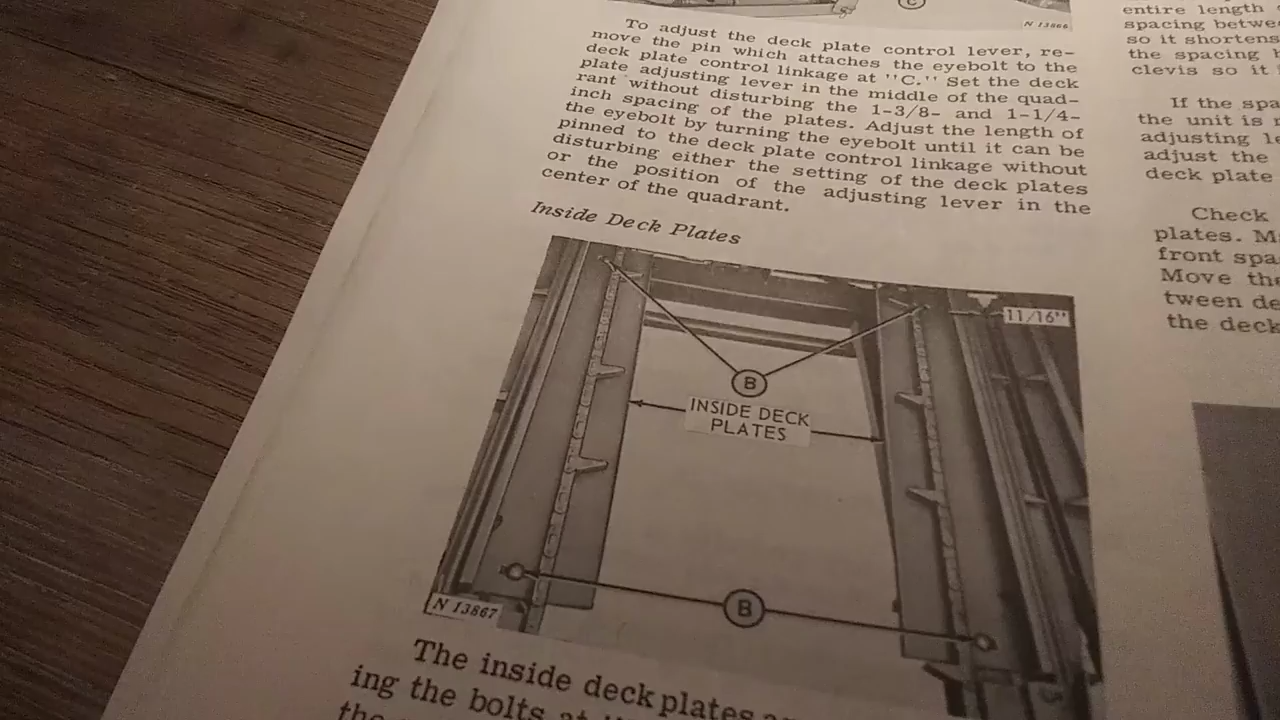 C
N 13866
To adjust the deck plate control lever, re-
move the pin which attaches the eyebolt to the
deck plate control linkage at "C." Set the deck
plate adjusting lever in the middle of the quad-
rant without disturbing the 1-3/8- and 1-1/4-
inch spacing of the plates. Adjust the length of
the eyebolt by turning the eyebolt until it can be
pinned to the deck plate control linkage without
disturbing either the setting of the deck plates
or the position of the adjusting lever in the
center of the quadrant.
Inside Deck Plates
11/16"
B
INSIDE DECK
PLATES
B
N 13867
The inside deck plates
ing the bolts at
the
entire length
spacing
so it shortens
the spacing
clevis so it
If the
the unit is
adjusting
adjust the
deck plate
Check
plates.
front
Move the
tween
the deck